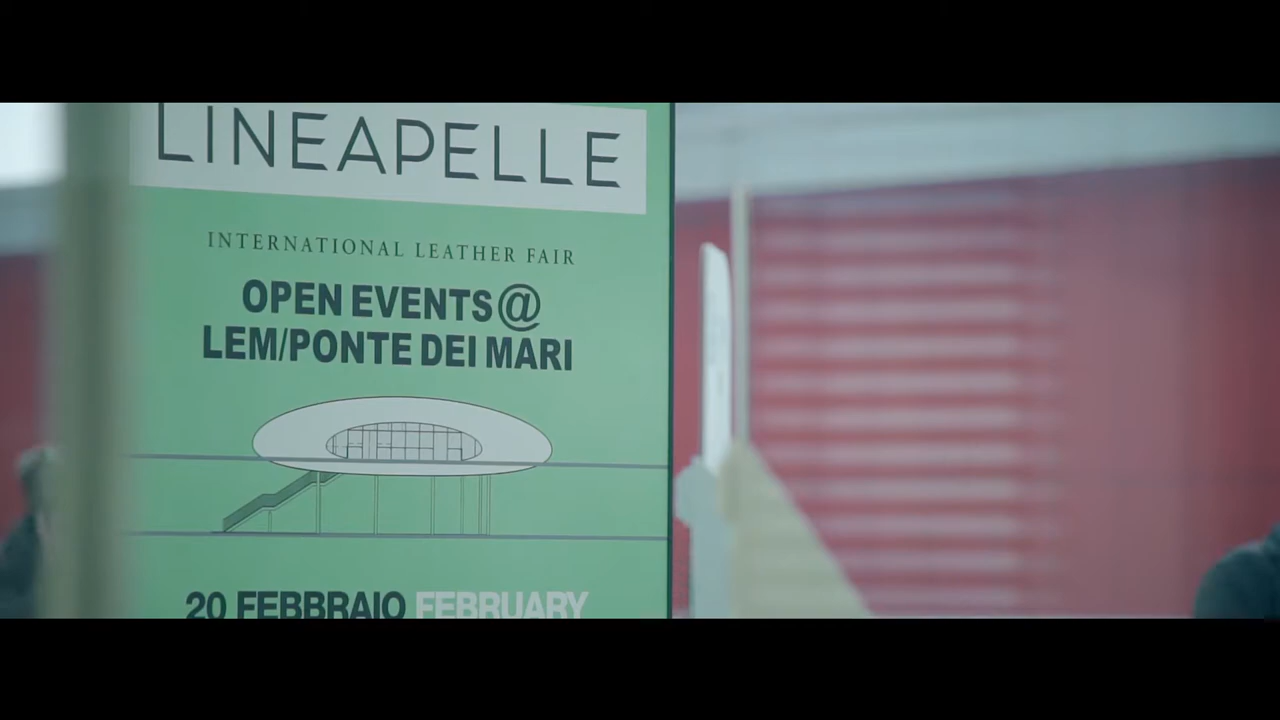 LINEAPELLE
INTERNATIONAL LEATHER FAIR
OPEN EVENTS@
LEM/PONTE DEI MARI
20 FEBBRAIO FEBRUARY